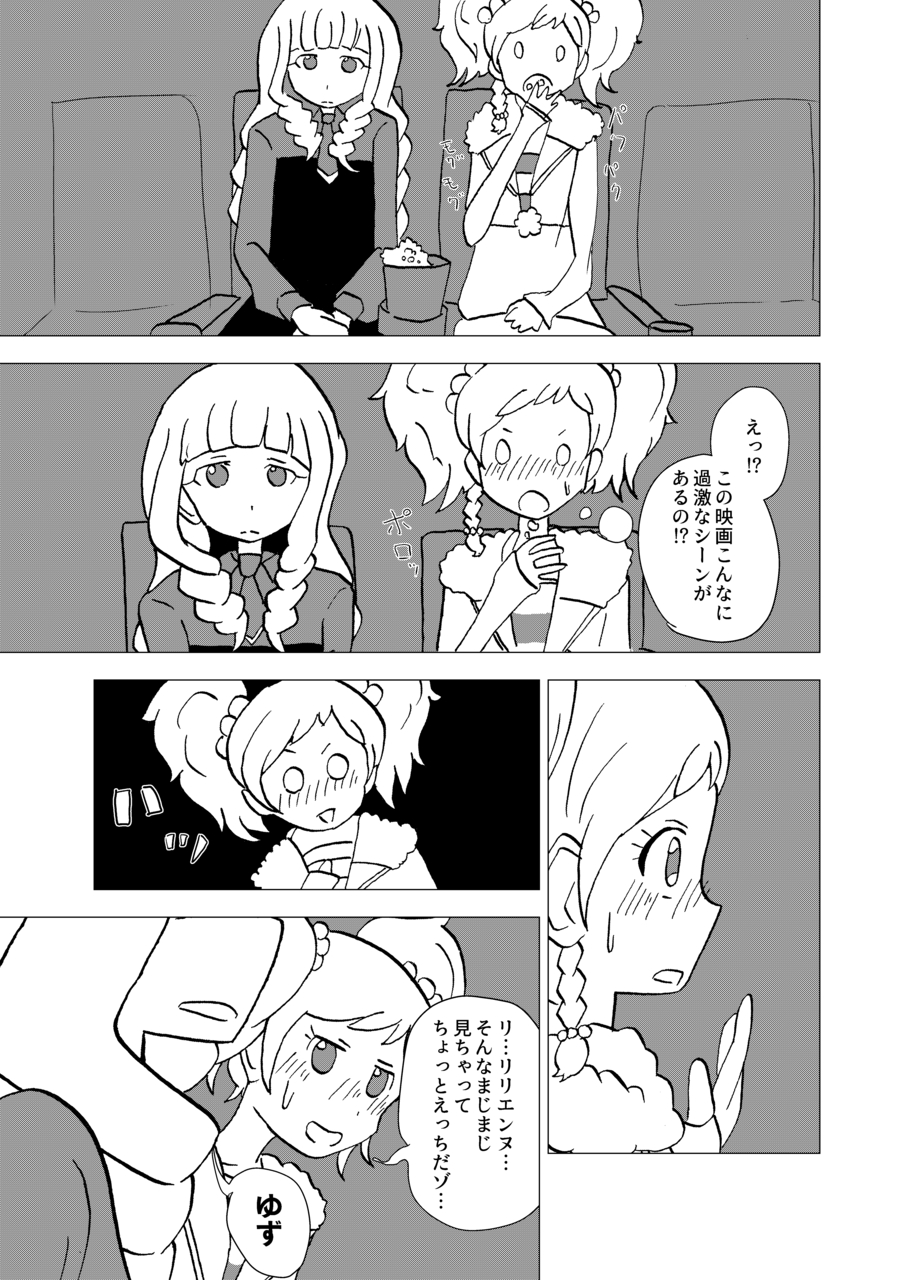 パクパク
モグモグ
えっ!?
この映画こんなに
過激なシーンが
あるの!?
ポロッ
リ…リリエンヌ…
そんなまじまじ
見ちゃって
ちょっとえっちだゾ…
ゆず